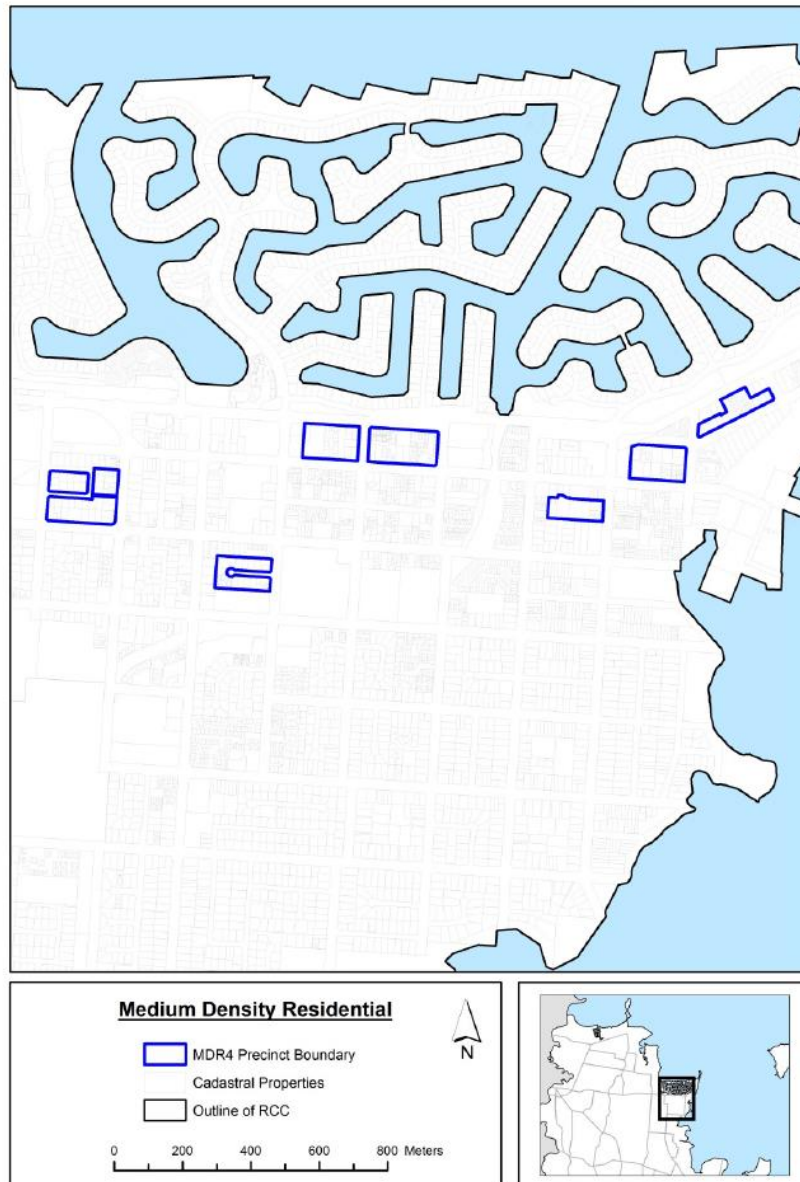 Medium Density Residential
N
MDR4 Precinct Boundary
Cadastral Properties
Outline of RCC
0 200 400 600 800 Meters